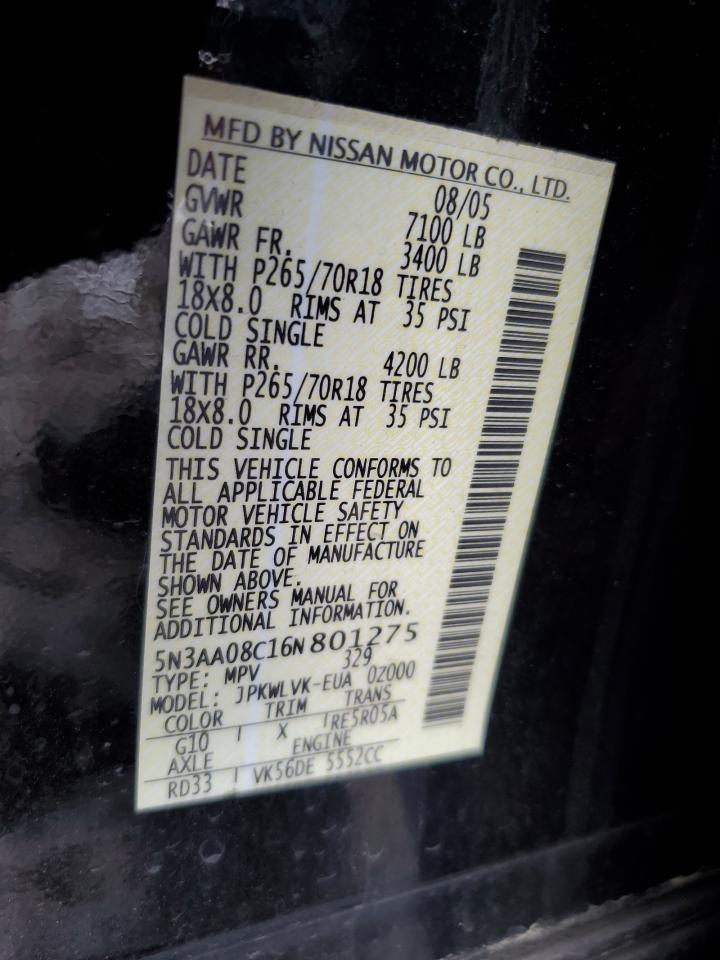 MFD BY NISSAN MOTOR CO., LTD.
DATE 08/05
GVWR 7100 LB
GAWR FR. 3400 LB
WITH P265/70R18 TIRES
18X8.0 RIMS AT 35 PSI
COLD SINGLE
GAWR RR. 4200 LB
WITH P265/70R18 TIRES
18X8.0 RIMS AT 35 PSI
COLD SINGLE
THIS VEHICLE CONFORMS TO
ALL APPLICABLE FEDERAL
MOTOR VEHICLE SAFETY
STANDARDS IN EFFECT ON
THE DATE OF MANUFACTURE
SHOWN ABOVE.
SEE OWNERS MANUAL FOR
ADDITIONAL INFORMATION.
5N3AA08C16N801275
TYPE: MPV 329
MODEL: JPKWLVK-EUA 0Z000
COLOR TRIM TRANS
G10 X RE5R05A
AXLE ENGINE
RD33 VK56DE 5552CC